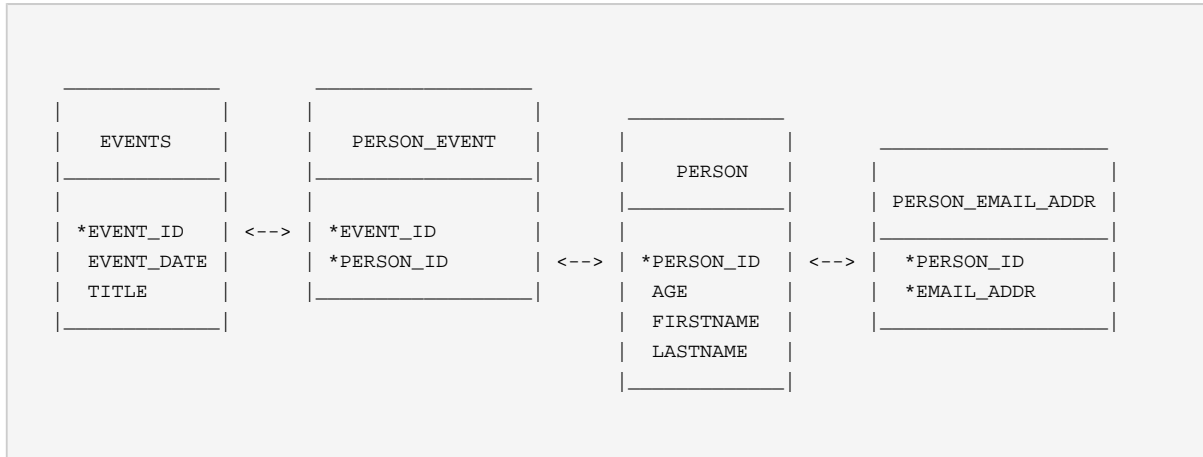 EVENTS
*EVENT_ID
EVENT_DATE
TITLE
<-->
PERSON_EVENT
*EVENT_ID
*PERSON_ID
<-->
PERSON
*PERSON_ID
AGE
FIRSTNAME
LASTNAME
<-->
PERSON_EMAIL_ADDR
*PERSON_ID
*EMAIL_ADDR